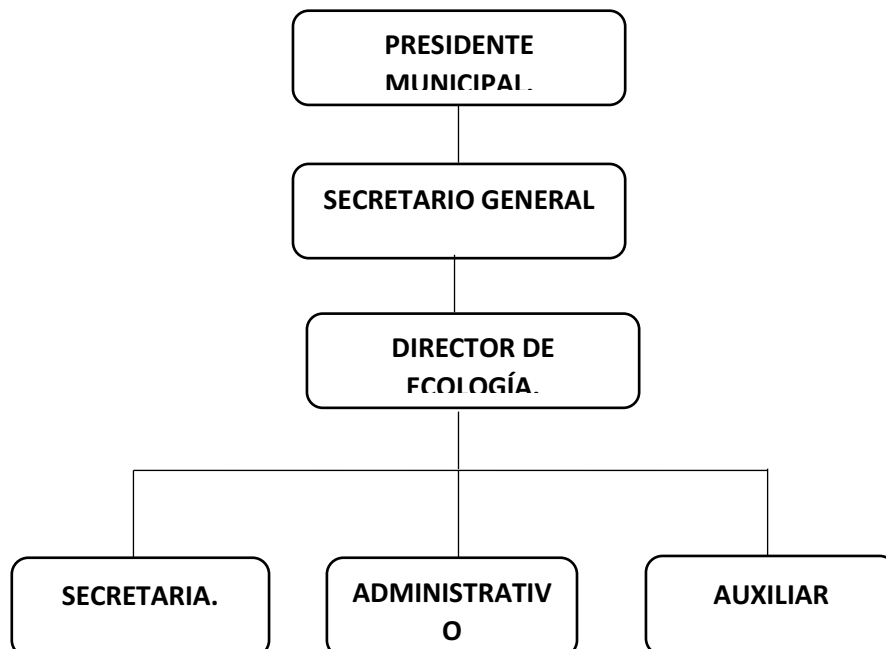 PRESIDENTE
MUNICIPAL.
SECRETARIO GENERAL
DIRECTOR DE
ECOLOGÍA.
SECRETARIA.
ADMINISTRATIV
O
AUXILIAR